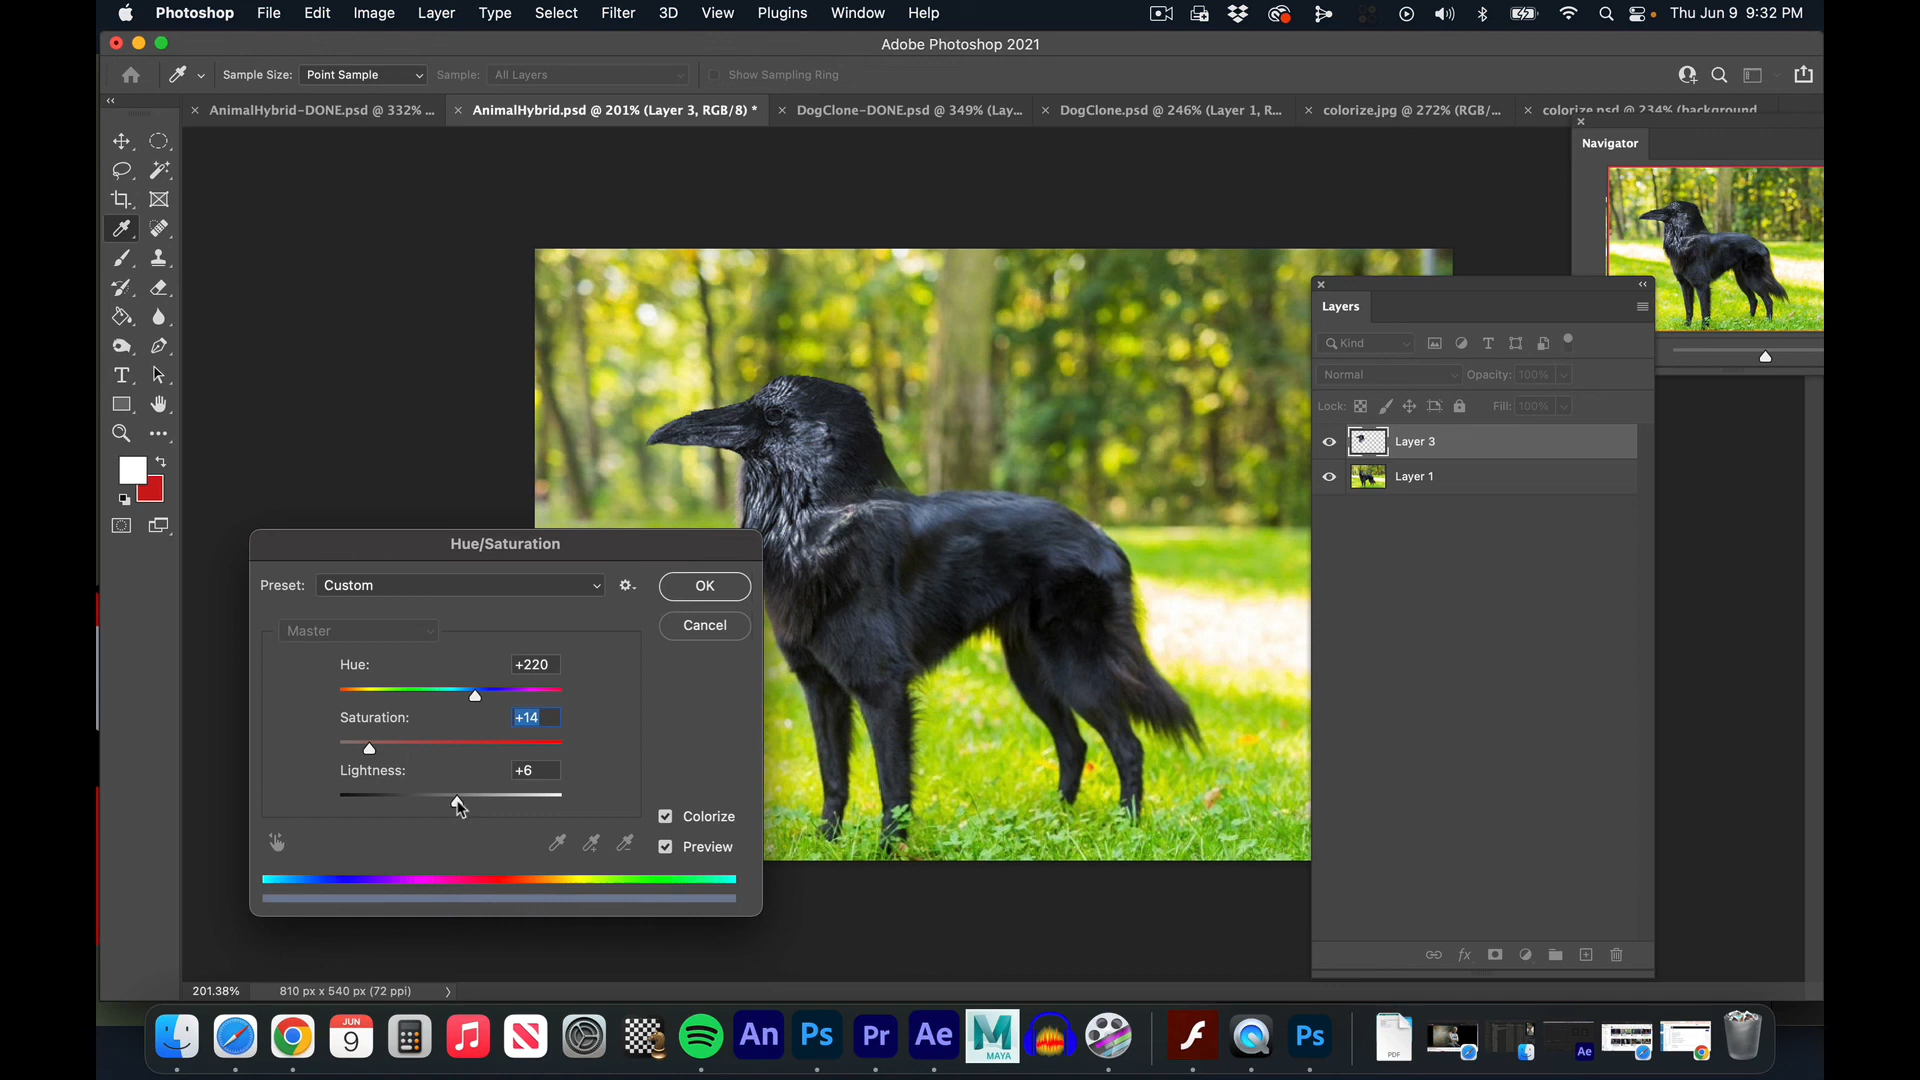 Photoshop File Edit Image Layer Type Select Filter 3D View Plugins Window Help Thu Jun 9 9:32 PM
Adobe Photoshop 2021
Sample Size: Point Sample Sample: All Layers Show Sampling Ring
AnimalHybrid-DONE.psd @ 332% ... AnimalHybrid.psd @ 201% (Layer 3, RGB/8) * DogClone-DONE.psd @ 349% (Lay... DogClone.psd @ 246% (Layer 1, R... colorize.jpg @ 272% (RGB/... colorize.psd @ 234% (background
Navigator
Layers
Kind
Normal Opacity: 100%
Lock: Fill: 100%
Layer 3
Layer 1
Hue/Saturation
Preset: Custom OK
Cancel
Master
Hue: +220
Saturation: +14
Lightness: +6
Colorize
Preview
fx
201.38% 810 px x 540 px (72 ppi)
JUN
9
An Ps Pr Ae M
MAYA
Ps
PDF
Ae